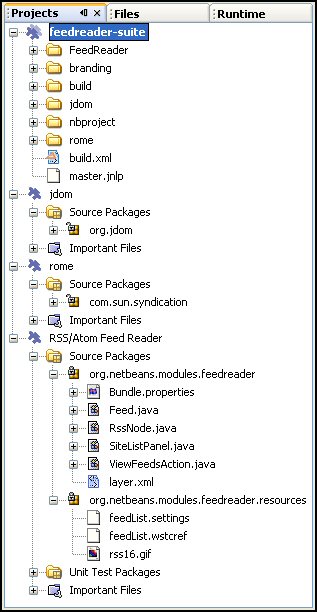 Projects Files Runtime
feedreader-suite
FeedReader
branding
build
jdom
nbproject
rome
build.xml
master.jnlp
jdom
Source Packages
org.jdom
Important Files
rome
Source Packages
com.sun.syndication
Important Files
RSS/Atom Feed Reader
Source Packages
org.netbeans.modules.feedreader
Bundle.properties
Feed.java
RssNode.java
SiteListPanel.java
ViewFeedsAction.java
layer.xml
org.netbeans.modules.feedreader.resources
feedList.settings
feedList.wstcref
rss16.gif
Unit Test Packages
Important Files